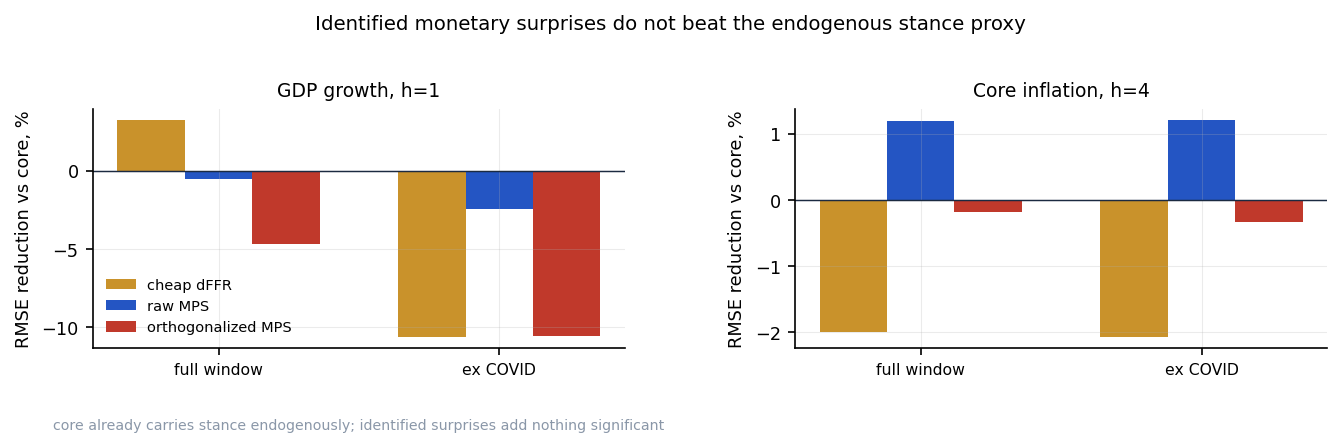 Identified monetary surprises do not beat the endogenous stance proxy
GDP growth, h=1
RMSE reduction vs core, %
0
−5
−10
cheap dFFR
raw MPS
orthogonalized MPS
full window
ex COVID
Core inflation, h=4
RMSE reduction vs core, %
1
0
−1
−2
full window
ex COVID
core already carries stance endogenously; identified surprises add nothing significant